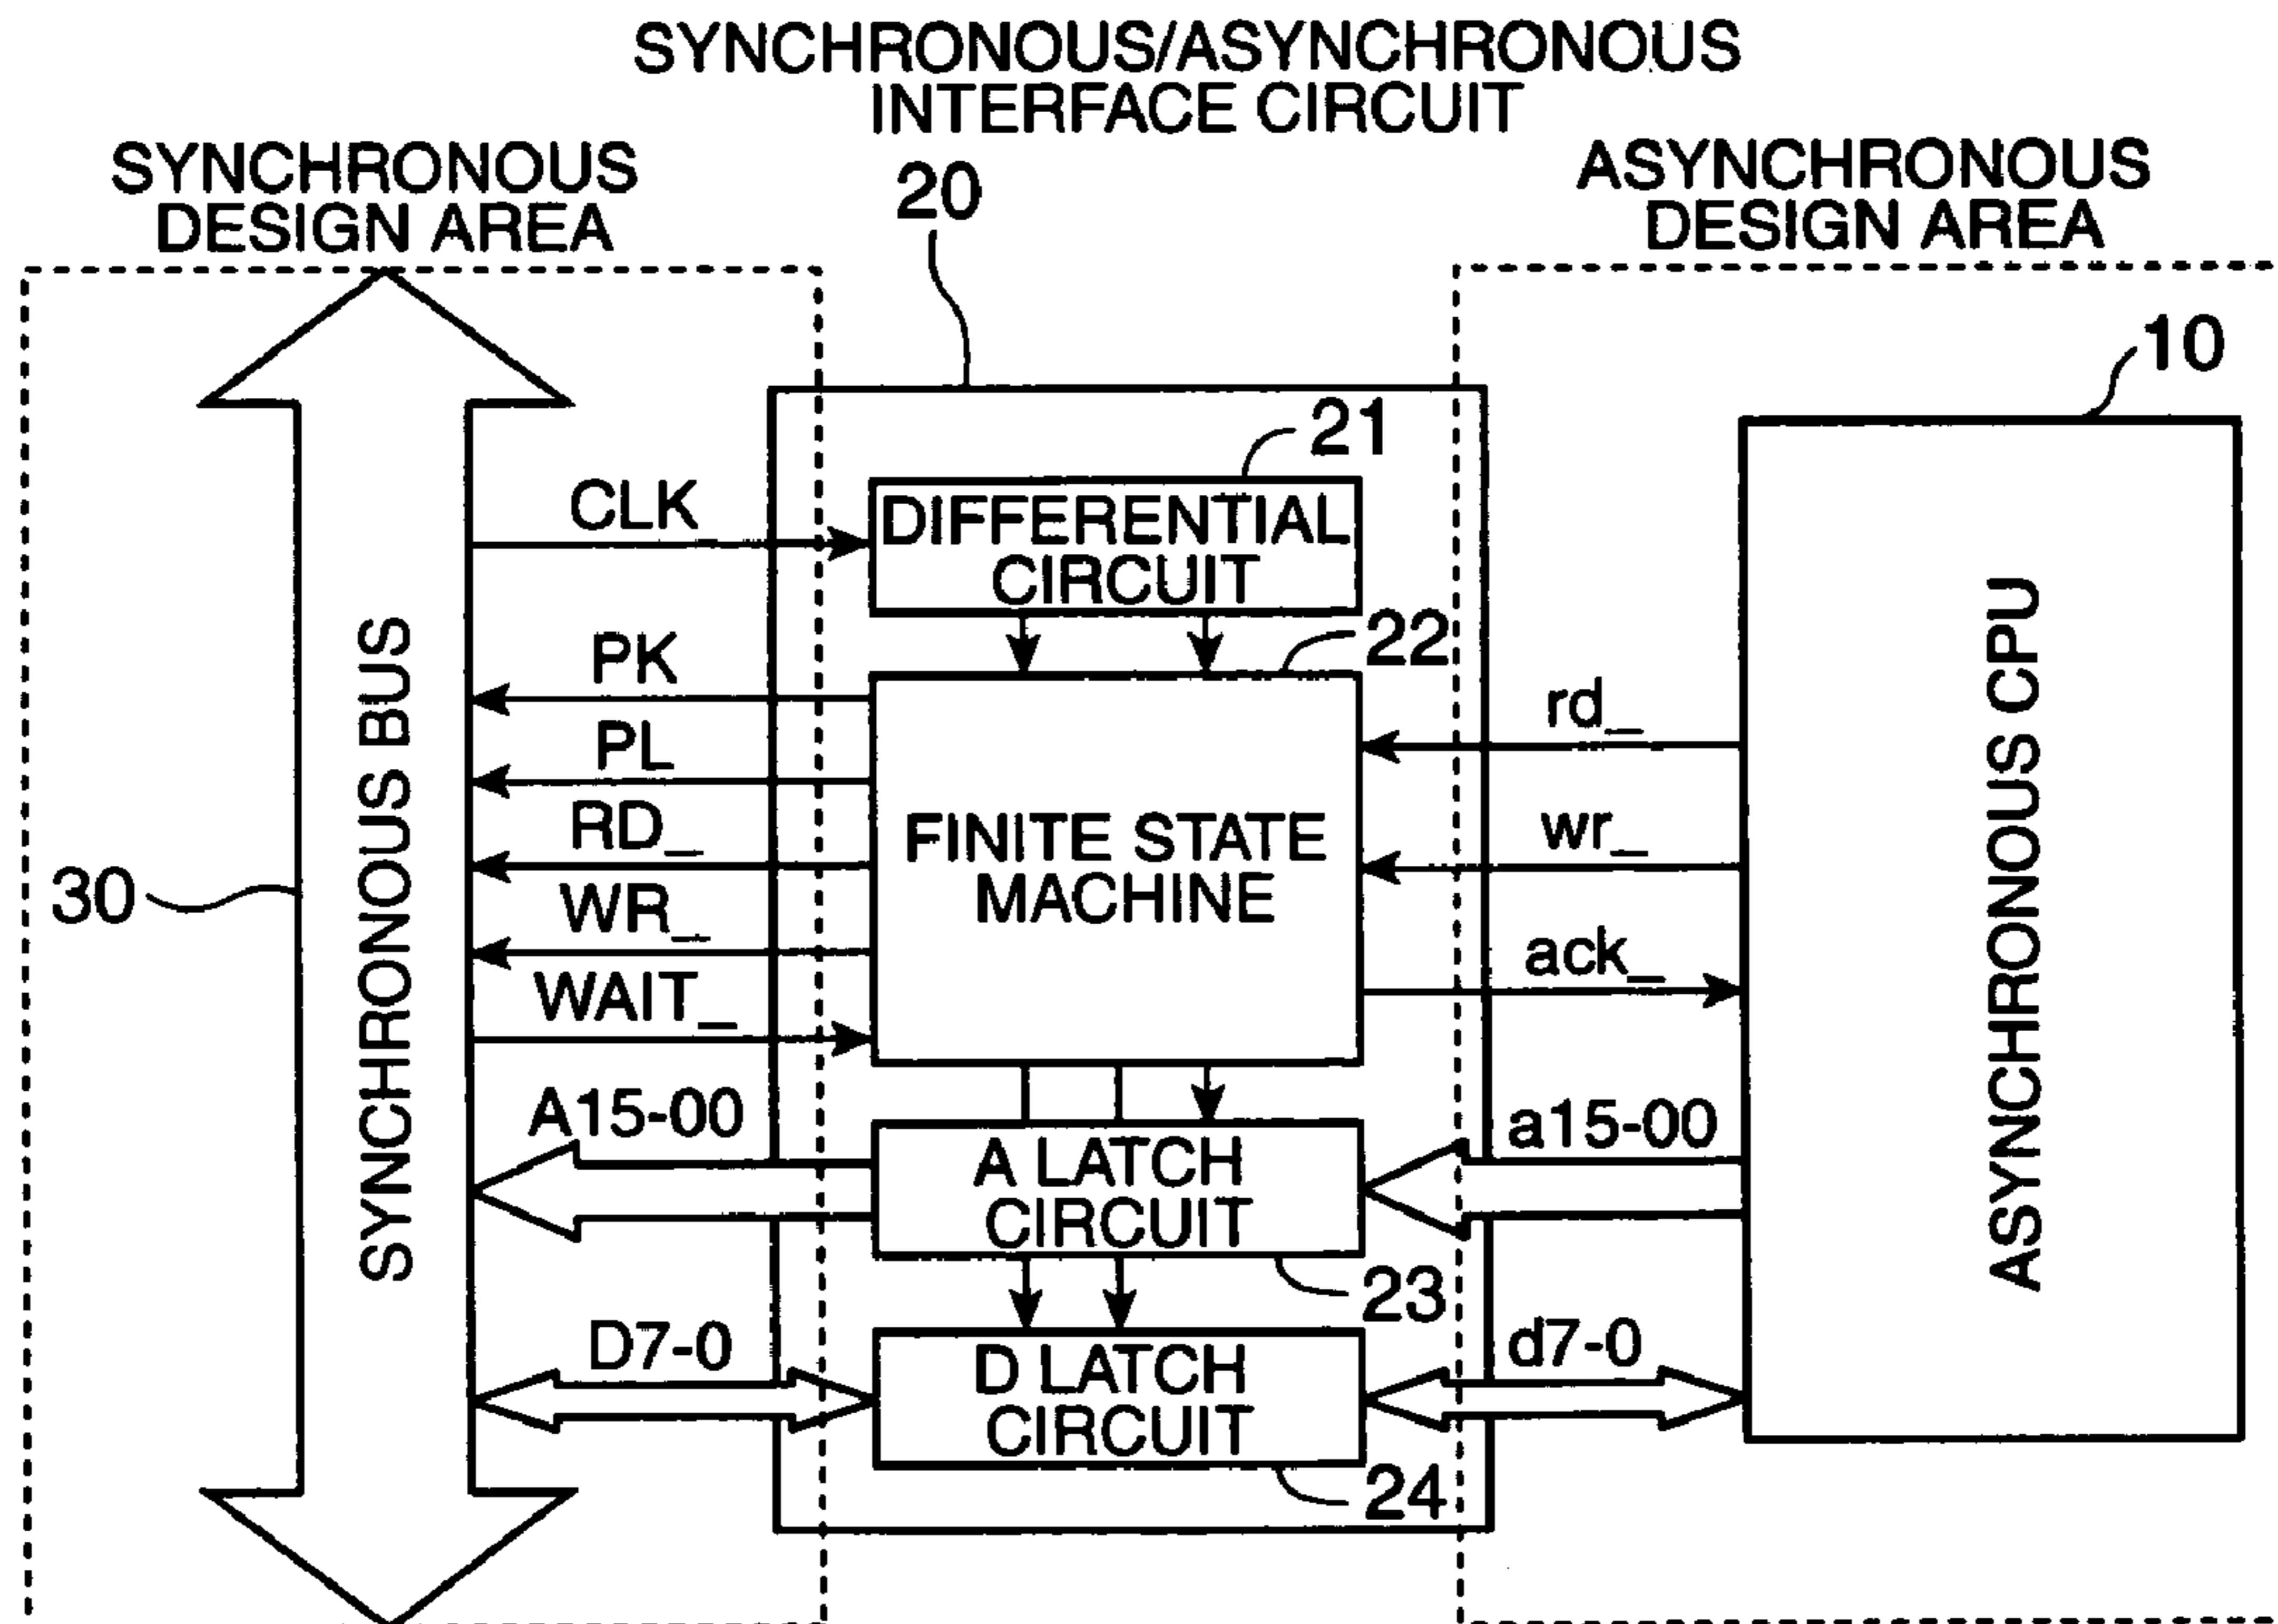 SYNCHRONOUS/ASYNCHRONOUS
INTERFACE CIRCUIT
SYNCHRONOUS
DESIGN AREA
20
ASYNCHRONOUS
DESIGN AREA
10
21
CLK
DIFFERENTIAL
CIRCUIT
22
PK
PL
RD_
WR_
WAIT_
FINITE STATE
MACHINE
rd_
wr_
ack_
30
SYNCHRONOUS BUS
ASYNCHRONOUS CPU
A15-00
A LATCH
CIRCUIT
a15-00
23
D7-0
D LATCH
CIRCUIT
d7-0
24